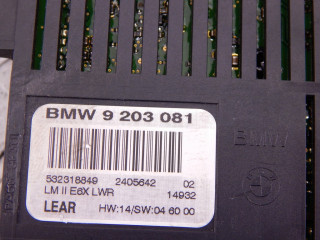 BMW 9 203 081
532318849 2405642 02
LM II E6X LWR 14932
LEAR HW:14/SW:04 60 00
BMW